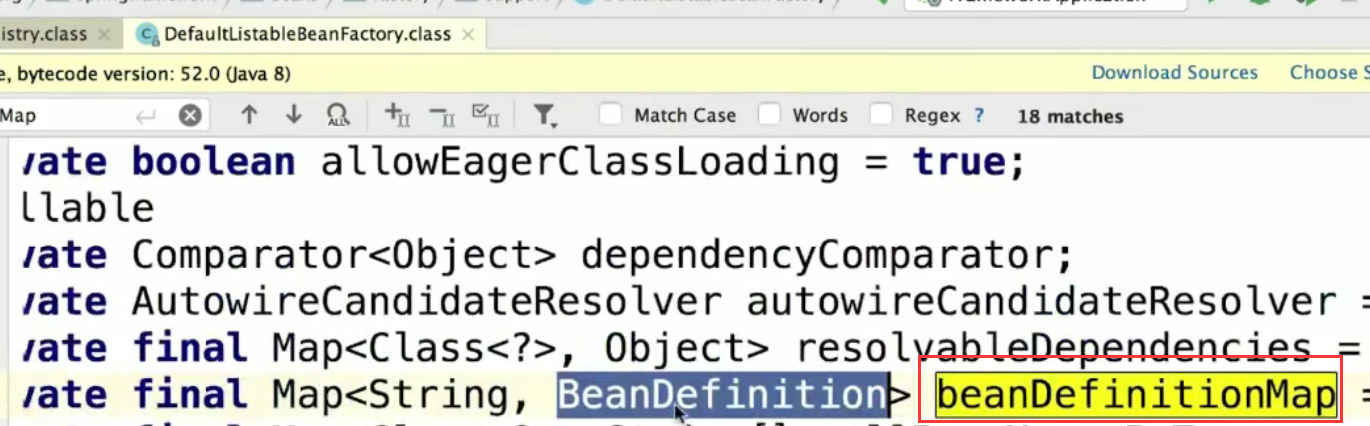 istry.class × DefaultListableBeanFactory.class ×
e, bytecode version: 52.0 (Java 8) Download Sources Choose S
Map Match Case Words Regex ? 18 matches
vate boolean allowEagerClassLoading = true;
llable
vate Comparator<Object> dependencyComparator;
vate AutowireCandidateResolver autowireCandidateResolver =
vate final Map<Class<?>, Object> resolvableDependencies =
vate final Map<String, BeanDefinition> beanDefinitionMap =